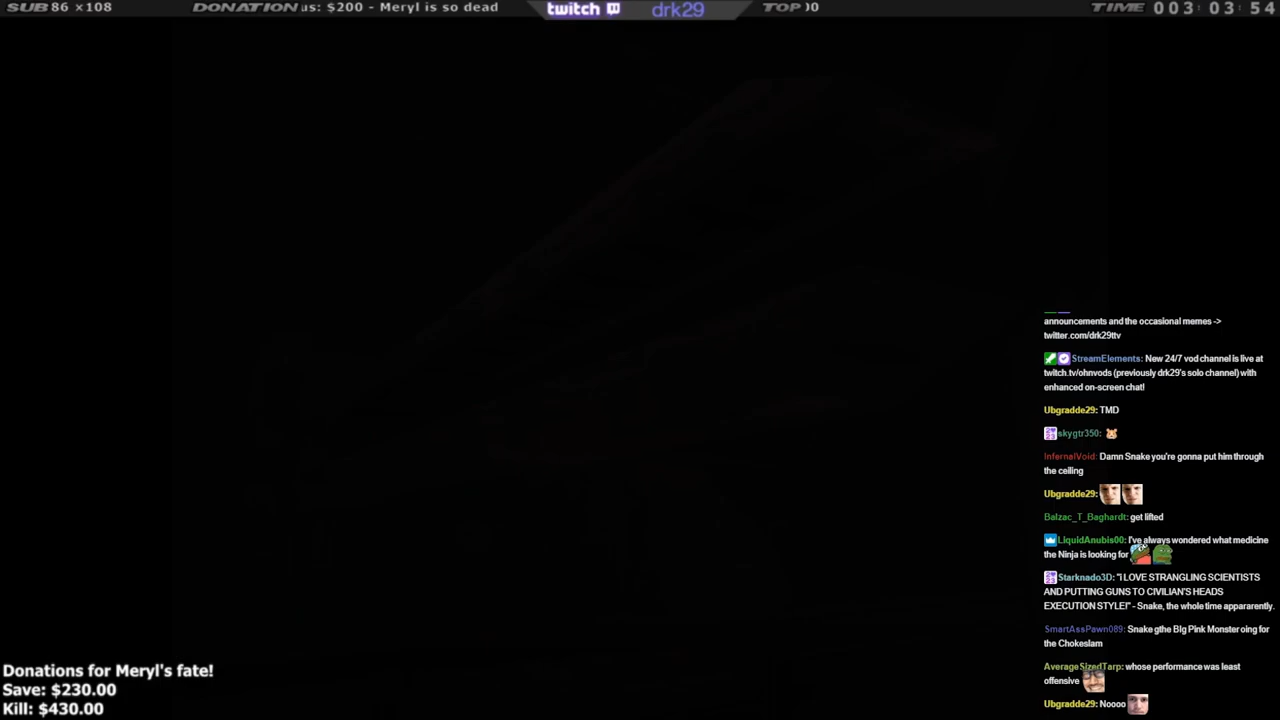 SUB 86 ×108
DONATION us: $200 - Meryl is so dead
twitch drk29
TOP 00
TIME 003:03:54
announcements and the occasional memes ->
twitter.com/drk29ttv
StreamElements: New 24/7 vod channel is live at
twitch.tv/ohnvods (previously drk29's solo channel) with
enhanced on-screen chat!
Ubgradde29: TMD
skygtr350:
InfernalVoid: Damn Snake you're gonna put him through
the ceiling
Ubgradde29:
Balzac_T_Baghardt: get lifted
LiquidAnubis00: I've always wondered what medicine
the Ninja is looking for
Starknado3D: "I LOVE STRANGLING SCIENTISTS
AND PUTTING GUNS TO CIVILIAN'S HEADS
EXECUTION STYLE!" - Snake, the whole time appararently.
SmartAssPawn089: Snake gthe BIg PInk Monster oing for
the Chokeslam
AverageSizedTarp: whose performance was least
offensive
Ubgradde29: Noooo
Donations for Meryl's fate!
Save: $230.00
Kill: $430.00